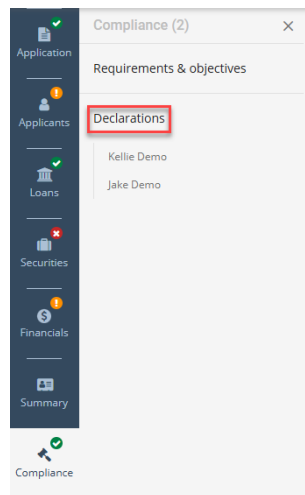 Application
Applicants
Loans
Securities
Financials
Summary
Compliance
Compliance (2)
Requirements & objectives
Declarations
Kellie Demo
Jake Demo